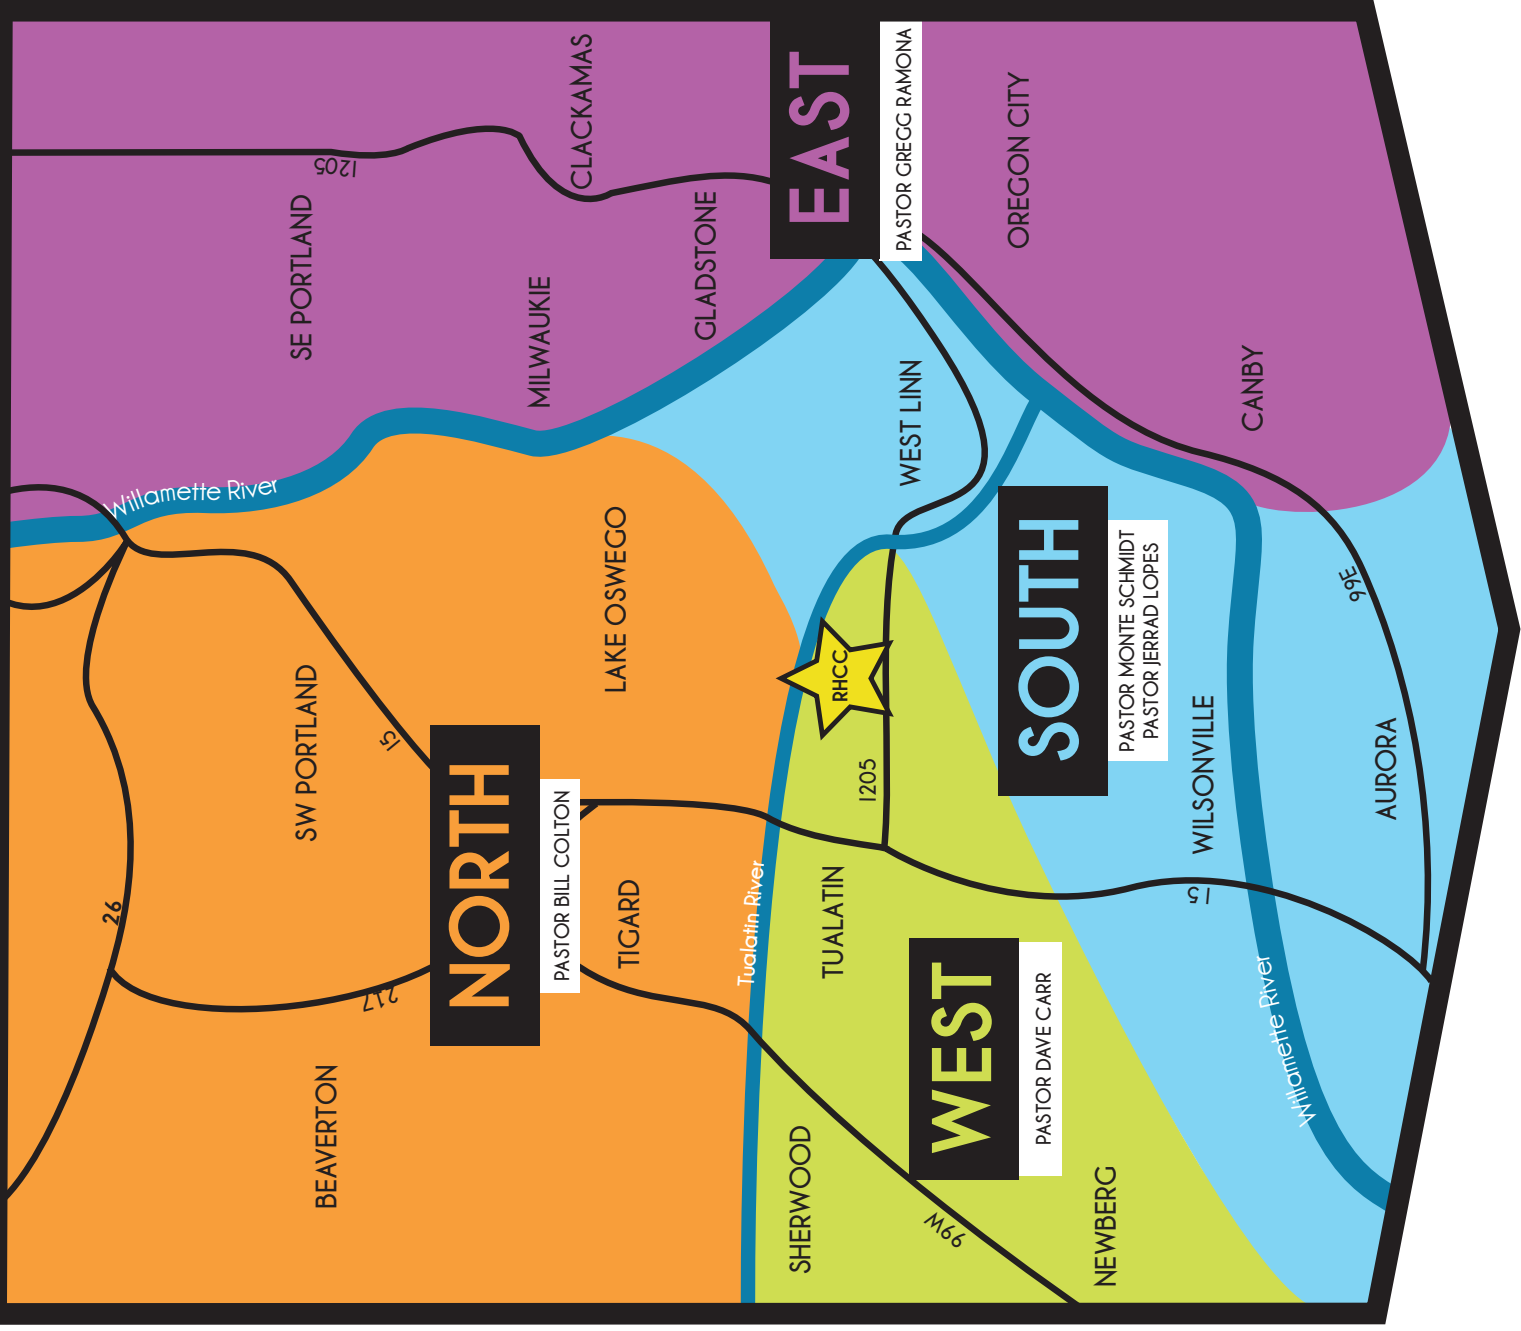 26
Willamette River
BEAVERTON
SW PORTLAND
SE PORTLAND
I205
217
I5
NORTH
PASTOR BILL COLTON
MILWAUKIE
CLACKAMAS
TIGARD
LAKE OSWEGO
GLADSTONE
Tualatin River
SHERWOOD
TUALATIN
RHCC
I205
EAST
PASTOR GREGG RAMONA
WEST LINN
99W
WEST
PASTOR DAVE CARR
OREGON CITY
SOUTH
PASTOR MONTE SCHMIDT
PASTOR JERRAD LOPES
NEWBERG
I5
WILSONVILLE
CANBY
Willamette River
99E
AURORA